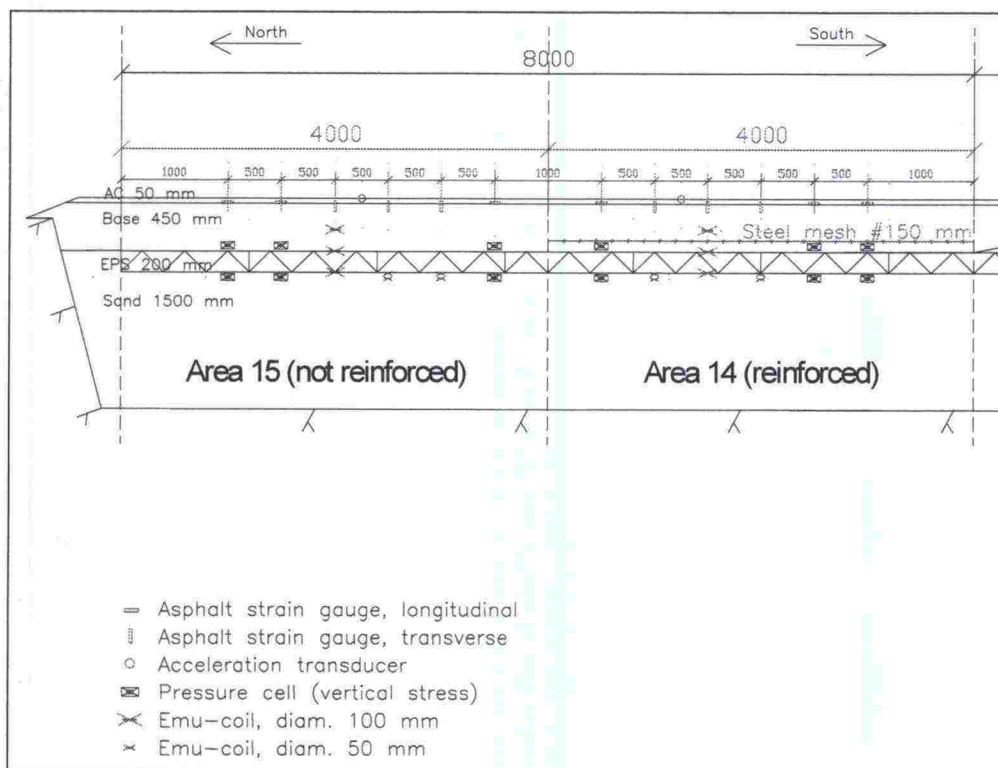 North South
8000
4000 4000
1000 500 500 500 500 500 1000 500 500 500 500 500 1000
AC 50 mm
Base 450 mm
Steel mesh #150 mm
EPS 200 mm
Sand 1500 mm
Area 15 (not reinforced) Area 14 (reinforced)
Asphalt strain gauge, longitudinal
Asphalt strain gauge, transverse
Acceleration transducer
Pressure cell (vertical stress)
Emu-coil, diam. 100 mm
Emu-coil, diam. 50 mm